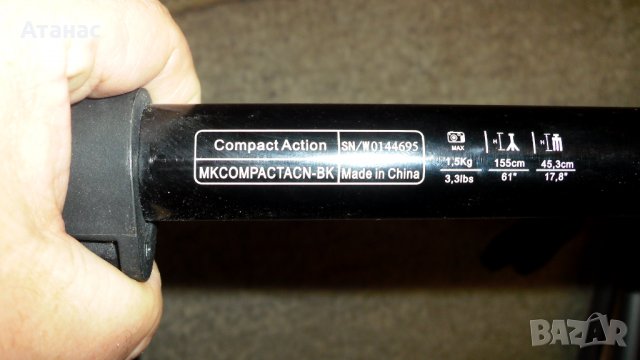 Атанас
Compact Action SN/W0144695
MKCOMPACTACN-BK Made in China
MAX
1,5Kg
3,3lbs
H
155cm
61"
H
45,3cm
17,8"
BAZAR